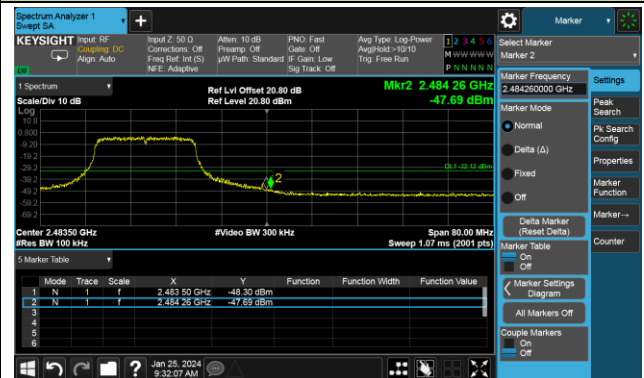 Spectrum Analyzer 1
Swept SA
Marker
KEYSIGHT
Input: RF
Coupling: DC
Align: Auto
Input Z: 50 Ω
Corrections: Off
Freq Ref: Int (S)
NFE: Adaptive
Atten: 10 dB
Preamp: Off
µW Path: Standard
PNO: Fast
Gate: Off
IF Gain: Low
Sig Track: Off
Avg Type: Log-Power
Avg|Hold:>10/10
Trig: Free Run
1 2 3 4 5 6
M W W W W W
P N N N N N
LVI
Select Marker
Marker 2
1 Spectrum
Scale/Div 10 dB
Log
Ref Lvl Offset 20.80 dB
Ref Level 20.80 dBm
Mkr2 2.484 26 GHz
-47.69 dBm
10.8
0.800
-9.20
-19.2
-29.2
-39.2
-49.2
-59.2
-69.2
DL1 -32.12 dBm
2
Center 2.48350 GHz
#Res BW 100 kHz
#Video BW 300 kHz
Span 80.00 MHz
Sweep 1.07 ms (2001 pts)
5 Marker Table
Mode Trace Scale X Y Function Function Width Function Value
1 N 1 f 2.483 50 GHz -48.30 dBm
2 N 1 f 2.484 26 GHz -47.69 dBm
3
4
5
6
Marker Frequency
2.484260000 GHz
Marker Mode
Normal
Delta (Δ)
Fixed
Off
Delta Marker
(Reset Delta)
Marker Table
On
Off
Marker Settings
Diagram
All Markers Off
Couple Markers
On
Off
Settings
Peak
Search
Pk Search
Config
Properties
Marker
Function
Marker→
Counter
Jan 25, 2024
9:32:07 AM